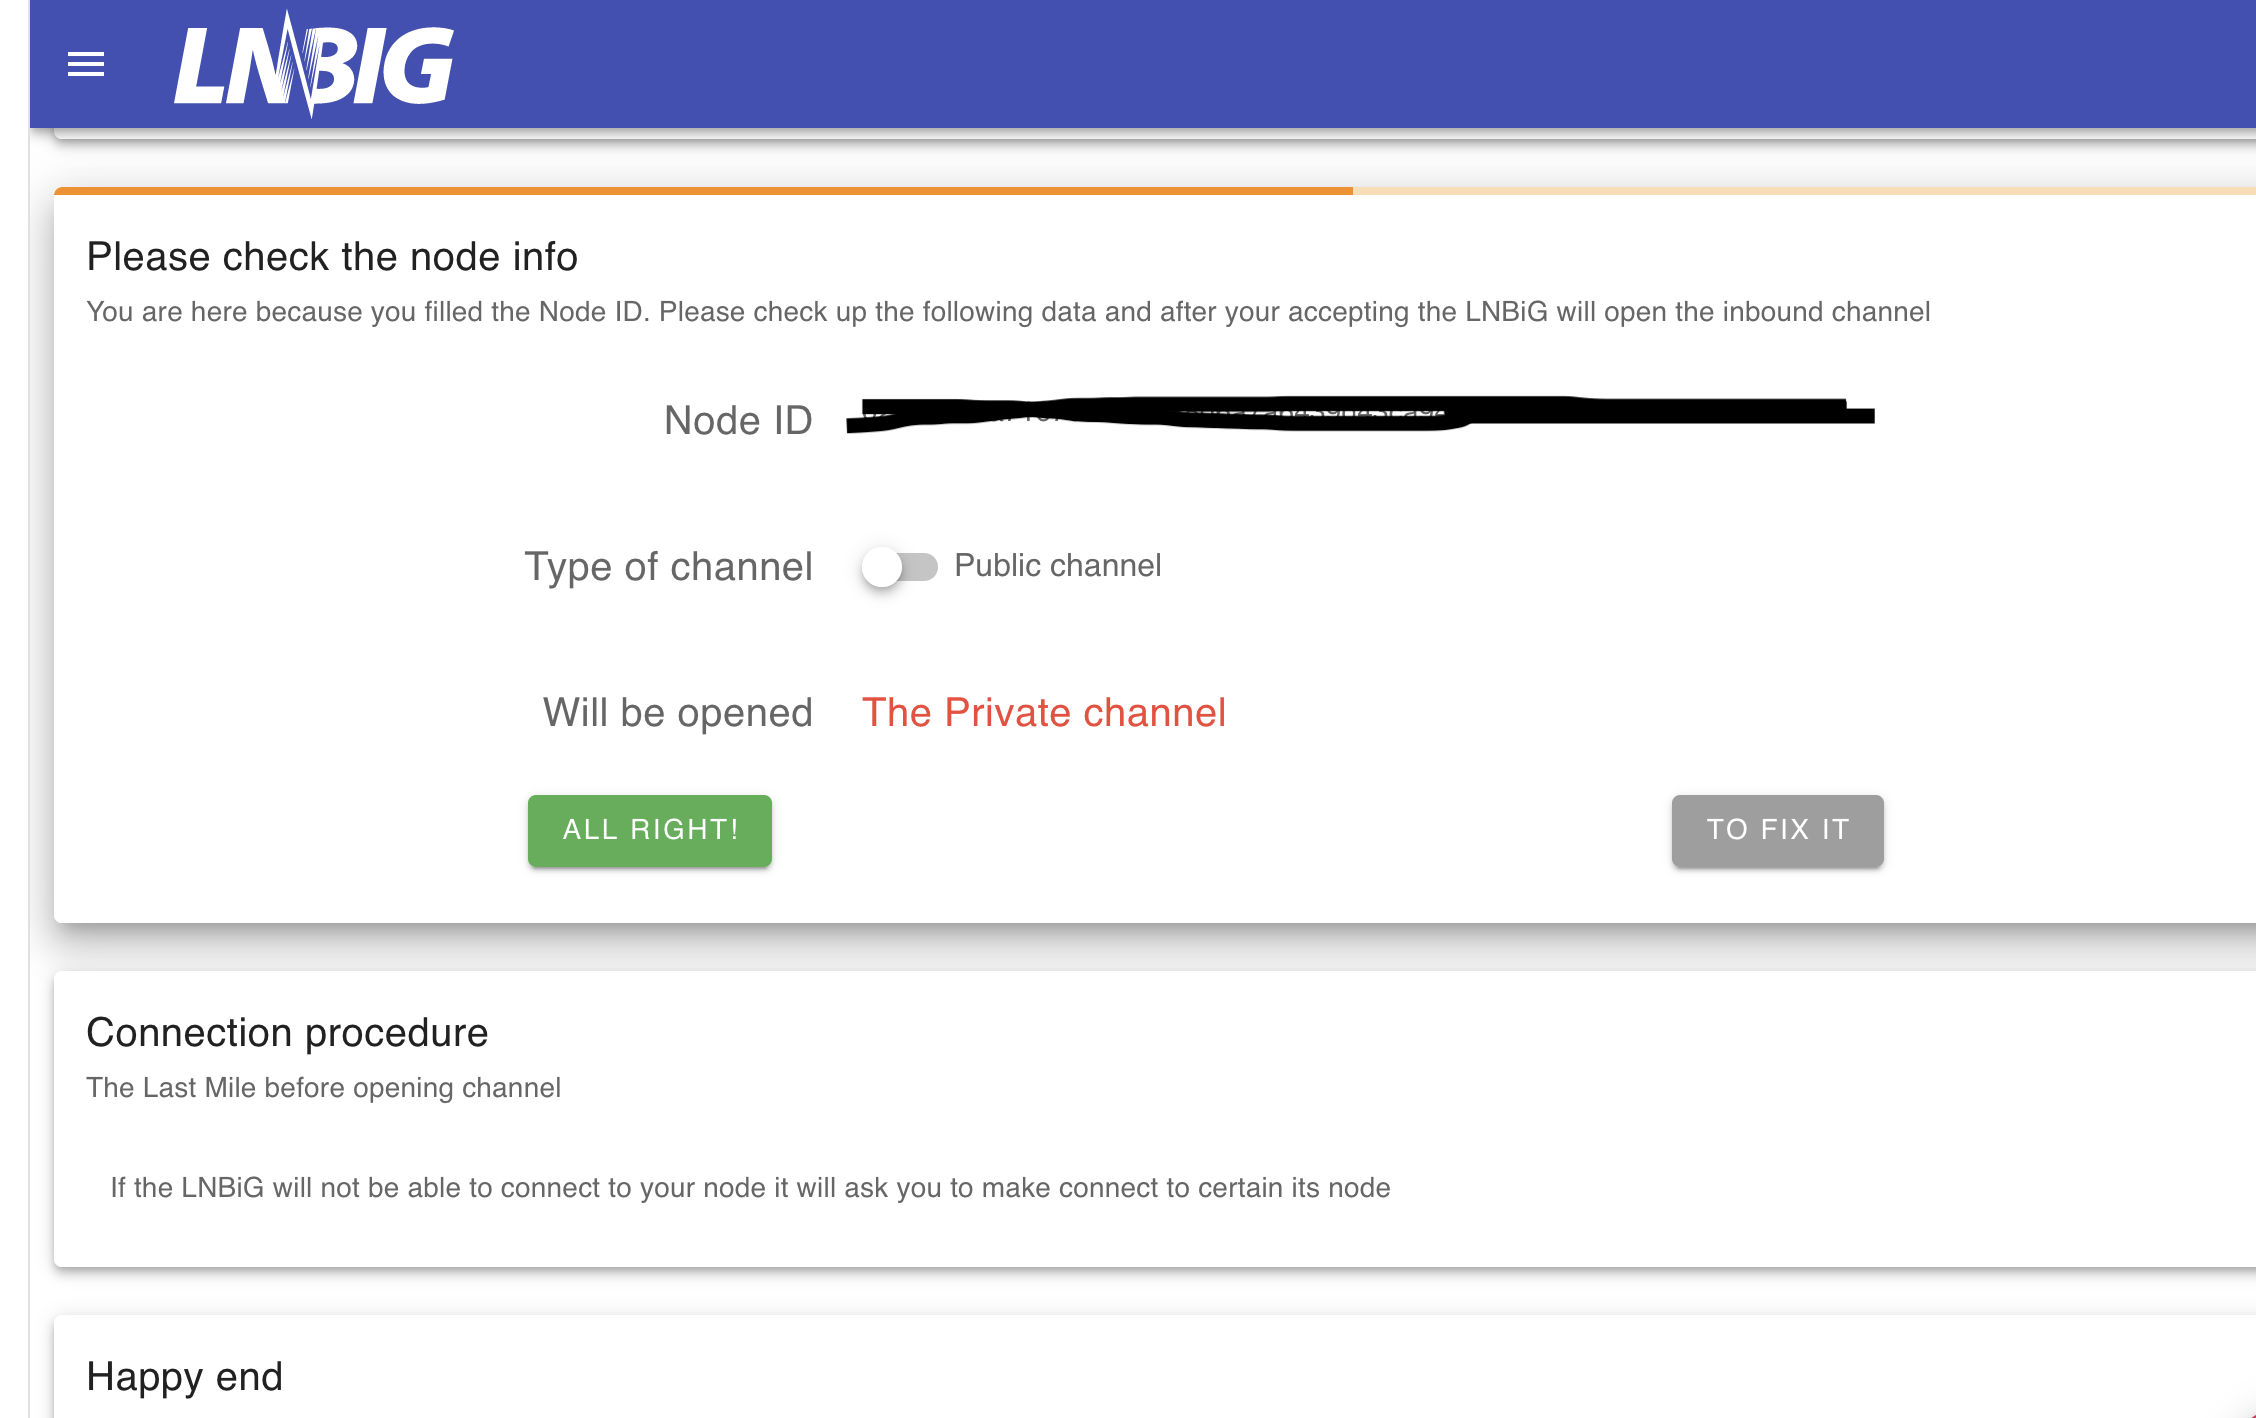 LNBIG
Please check the node info
You are here because you filled the Node ID. Please check up the following data and after your accepting the LNBiG will open the inbound channel
Node ID
Type of channel Public channel
Will be opened The Private channel
ALL RIGHT! TO FIX IT
Connection procedure
The Last Mile before opening channel
If the LNBiG will not be able to connect to your node it will ask you to make connect to certain its node
Happy end